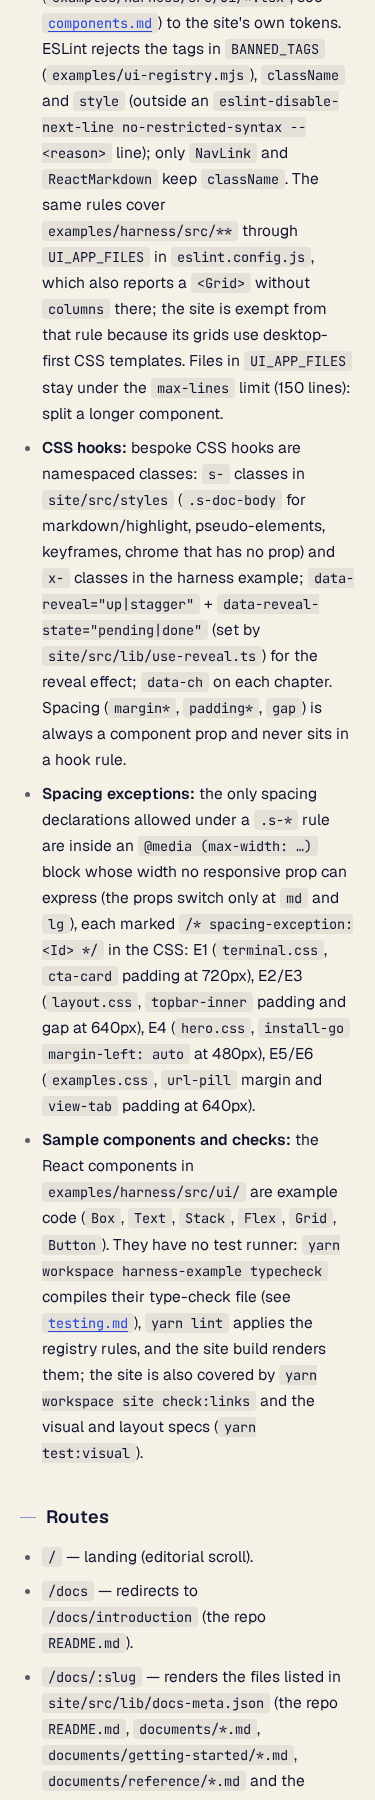 components.md) to the site's own tokens.
ESLint rejects the tags in BANNED_TAGS
(examples/ui-registry.mjs), className
and style (outside an eslint-disable-
next-line no-restricted-syntax --
<reason> line); only NavLink and
ReactMarkdown keep className. The
same rules cover
examples/harness/src/** through
UI_APP_FILES in eslint.config.js,
which also reports a <Grid> without
columns there; the site is exempt from
that rule because its grids use desktop-
first CSS templates. Files in UI_APP_FILES
stay under the max-lines limit (150 lines):
split a longer component.
• CSS hooks: bespoke CSS hooks are
namespaced classes: s- classes in
site/src/styles (.s-doc-body for
markdown/highlight, pseudo-elements,
keyframes, chrome that has no prop) and
x- classes in the harness example; data-
reveal="up|stagger" + data-reveal-
state="pending|done" (set by
site/src/lib/use-reveal.ts) for the
reveal effect; data-ch on each chapter.
Spacing (margin*, padding*, gap) is
always a component prop and never sits in
a hook rule.
• Spacing exceptions: the only spacing
declarations allowed under a .s-* rule
are inside an @media (max-width: …)
block whose width no responsive prop can
express (the props switch only at md and
lg), each marked /* spacing-exception:
<Id> */ in the CSS: E1 (terminal.css,
cta-card padding at 720px), E2/E3
(layout.css, topbar-inner padding and
gap at 640px), E4 (hero.css, install-go
margin-left: auto at 480px), E5/E6
(examples.css, url-pill margin and
view-tab padding at 640px).
• Sample components and checks: the
React components in
examples/harness/src/ui/ are example
code (Box, Text, Stack, Flex, Grid,
Button). They have no test runner: yarn
workspace harness-example typecheck
compiles their type-check file (see
testing.md), yarn lint applies the
registry rules, and the site build renders
them; the site is also covered by yarn
workspace site check:links and the
visual and layout specs (yarn
test:visual).
— Routes
• / — landing (editorial scroll).
• /docs — redirects to
/docs/introduction (the repo
README.md).
• /docs/:slug — renders the files listed in
site/src/lib/docs-meta.json (the repo
README.md, documents/*.md,
documents/getting-started/*.md,
documents/reference/*.md and the